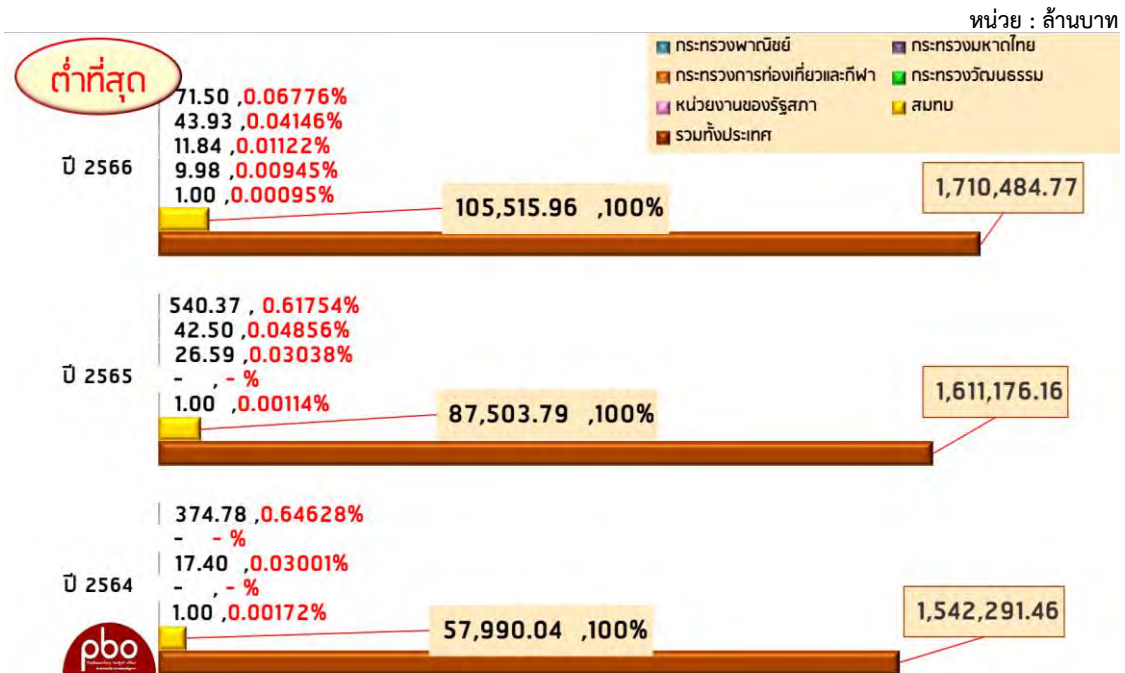 หน่วย : ล้านบาท
กระทรวงพาณิชย์ กระทรวงมหาดไทย
กระทรวงการท่องเที่ยวและกีฬา กระทรวงวัฒนธรรม
หน่วยงานของรัฐสภา สมทบ
รวมทั้งประเทศ
ต่ำที่สุด
ปี 2566
71.50 ,0.06776%
43.93 ,0.04146%
11.84 ,0.01122%
9.98 ,0.00945%
1.00 ,0.00095%
105,515.96 ,100%
1,710,484.77
ปี 2565
540.37 , 0.61754%
42.50 ,0.04856%
26.59 ,0.03038%
- , - %
1.00 ,0.00114%
87,503.79 ,100%
1,611,176.16
ปี 2564
374.78 ,0.64628%
- - %
17.40 ,0.03001%
- , - %
1.00 ,0.00172%
57,990.04 ,100%
1,542,291.46
pbo